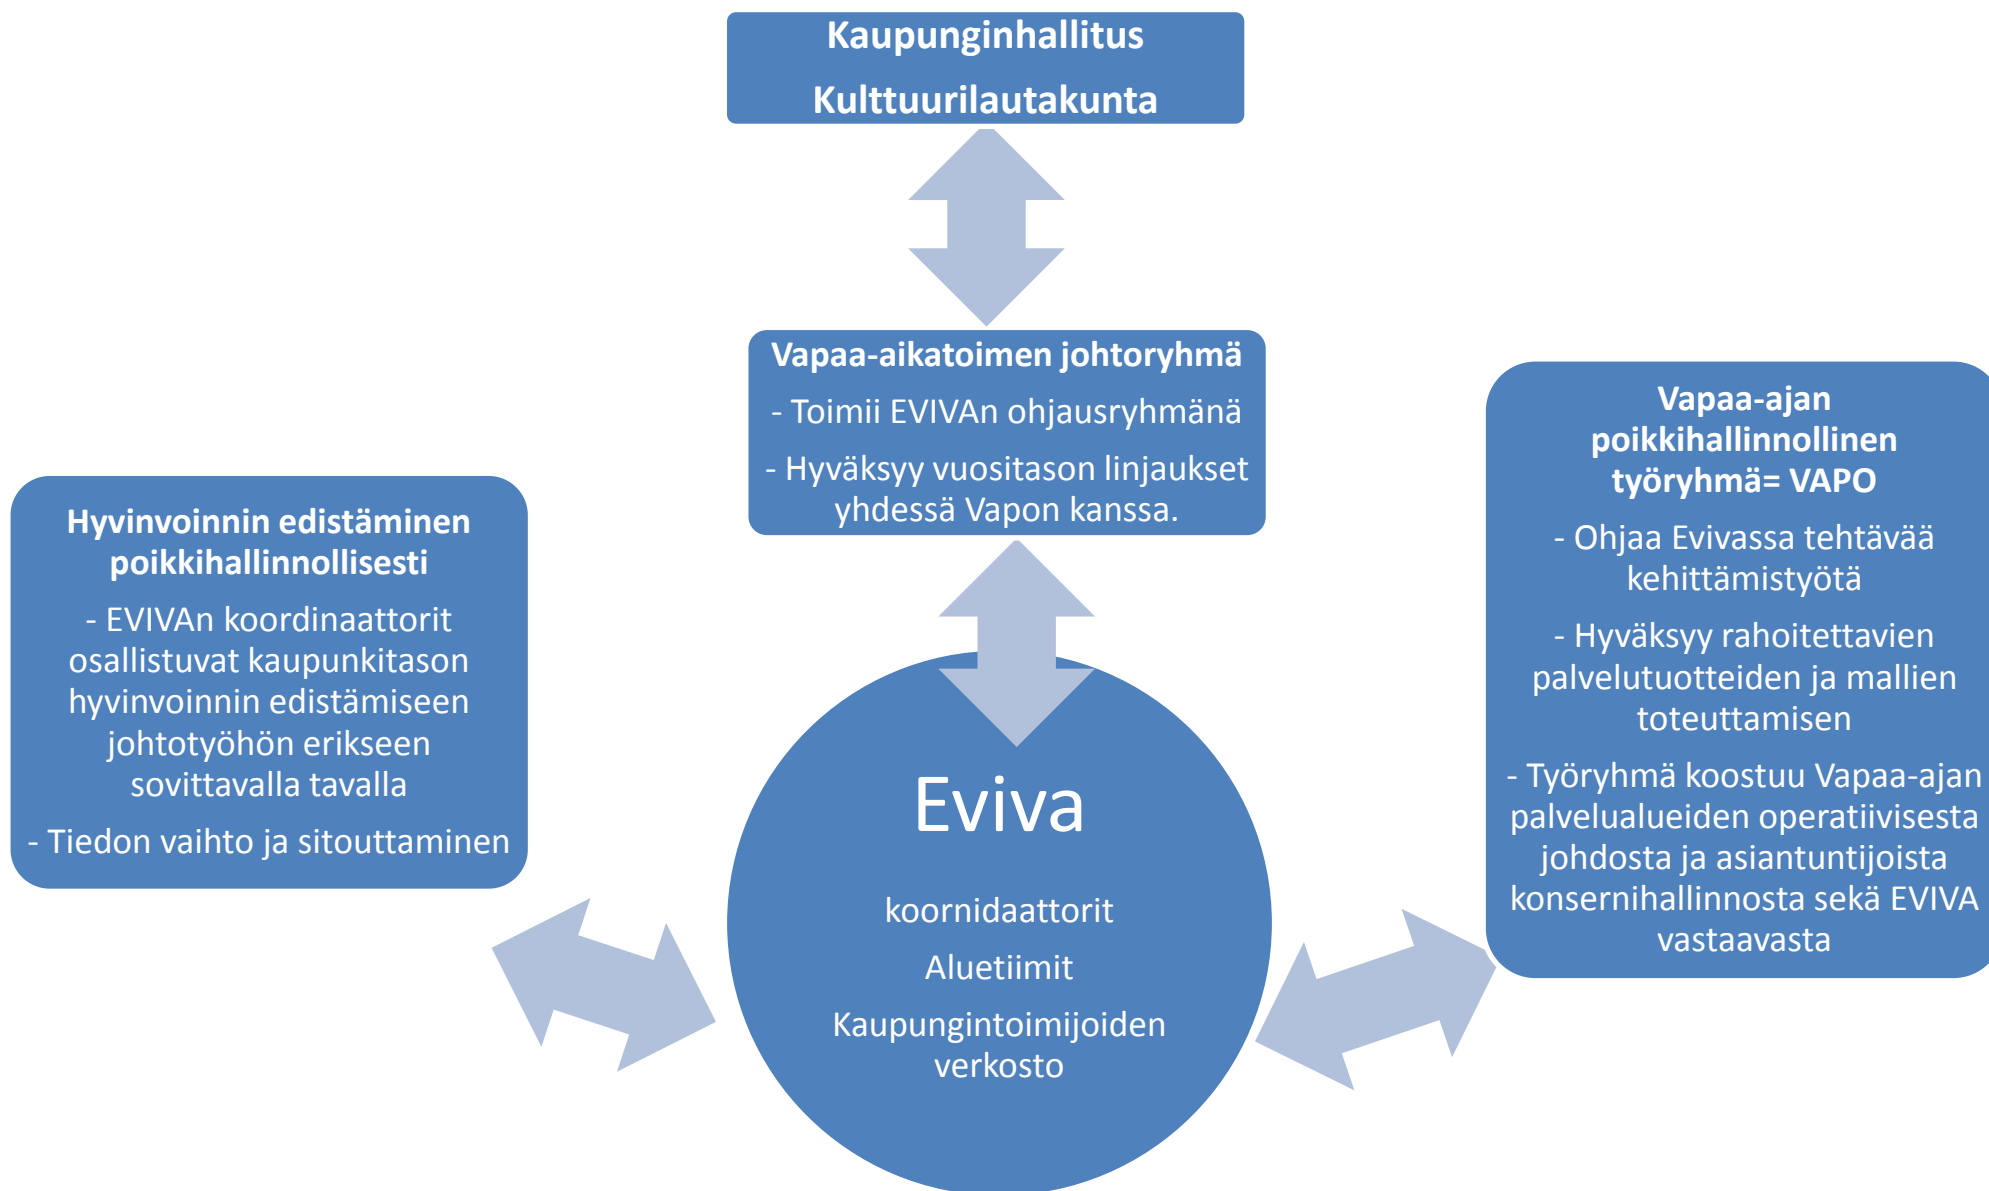 Kaupunginhallitus
Kulttuurilautakunta
Vapaa-aikatoimen johtoryhmä
- Toimii EVIVAn ohjausryhmänä
- Hyväksyy vuositason linjaukset
yhdessä Vapon kanssa.
Hyvinvoinnin edistäminen
poikkihallinnollisesti
- EVIVAn koordinaattorit
osallistuvat kaupunkitason
hyvinvoinnin edistämiseen
johtotyöhön erikseen
sovittavalla tavalla
- Tiedon vaihto ja sitouttaminen
Vapaa-ajan
poikkihallinnollinen
työryhmä= VAPO
- Ohjaa Evivassa tehtävää
kehittämistyötä
- Hyväksyy rahoitettavien
palvelutuotteiden ja mallien
toteuttamisen
- Työryhmä koostuu Vapaa-ajan
palvelualueiden operatiivisesta
johdosta ja asiantuntijoista
konsernihallinnosta sekä EVIVA
vastaavasta
Eviva
koornidaattorit
Aluetiimit
Kaupungintoimijoiden
verkosto